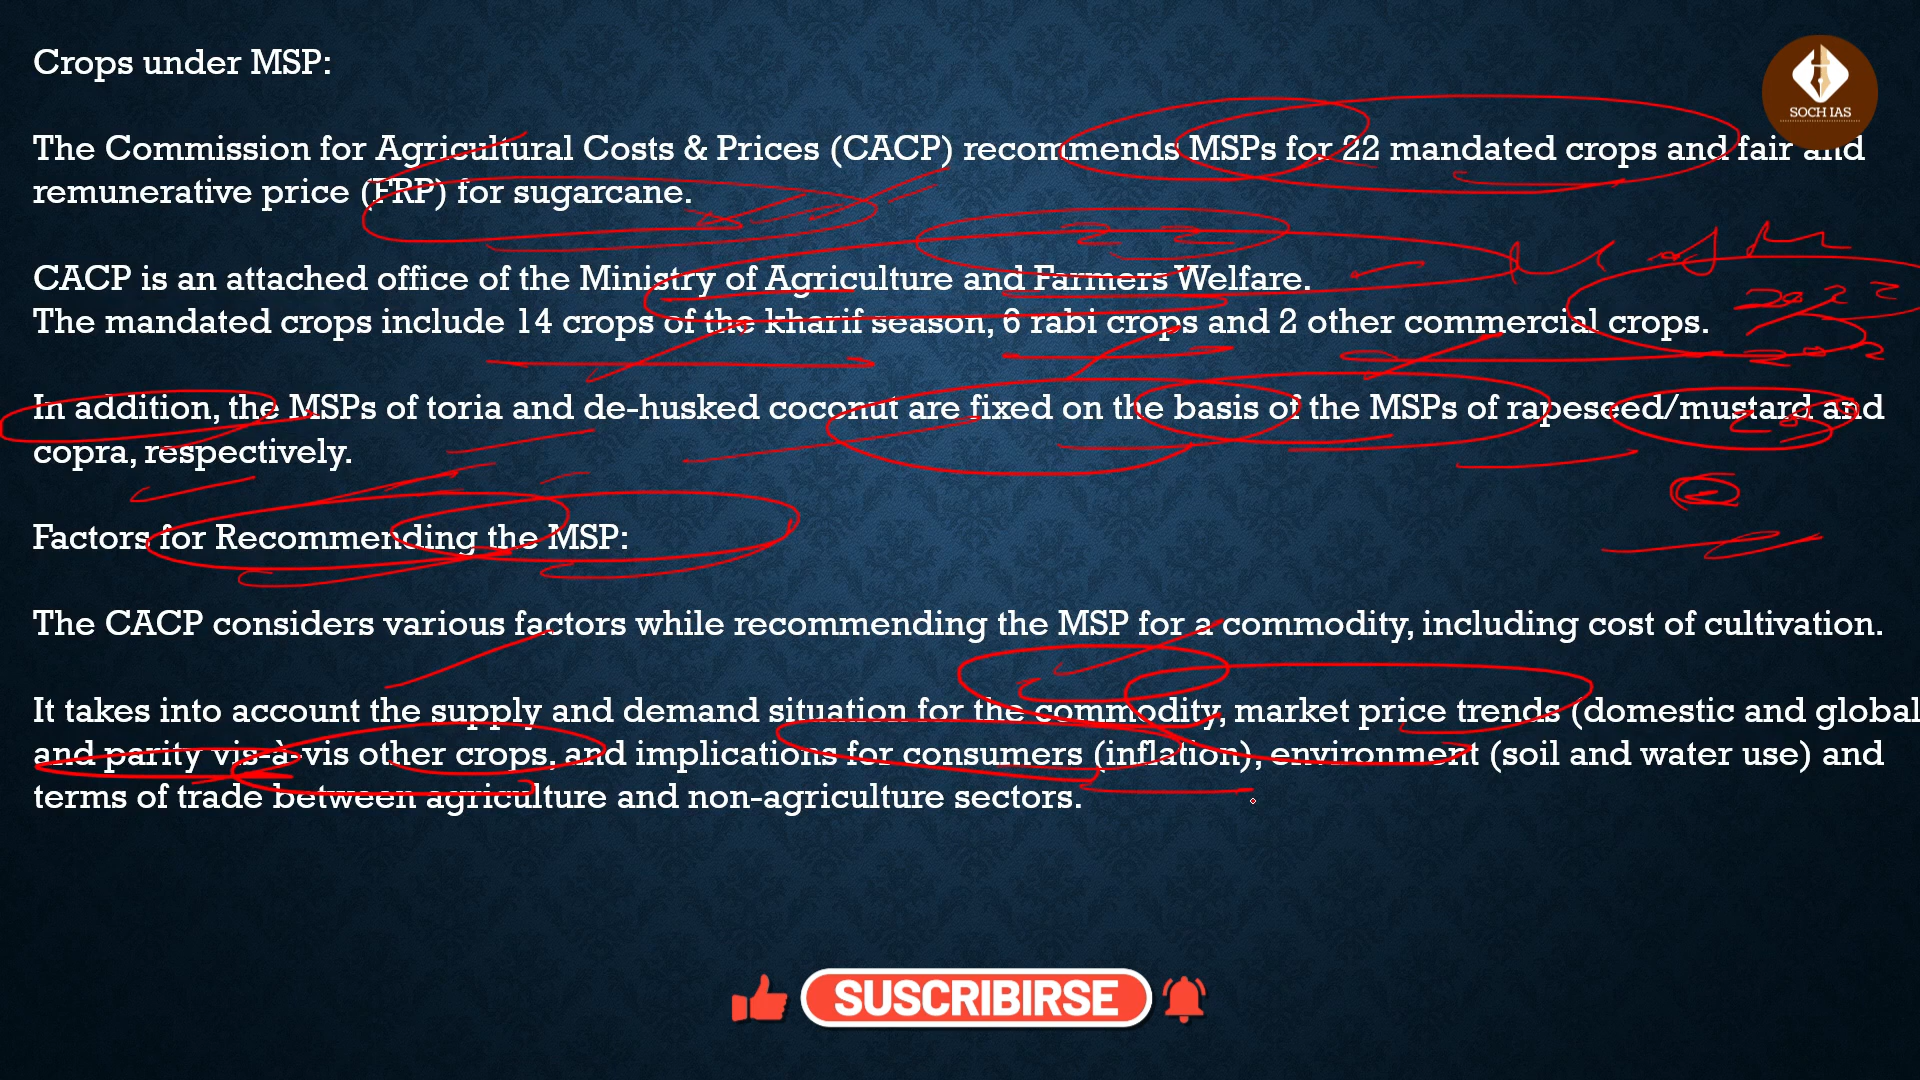 Crops under MSP:
SOCH IAS
The Commission for Agricultural Costs & Prices (CACP) recommends MSPs for 22 mandated crops and fair and
remunerative price (FRP) for sugarcane.
CACP is an attached office of the Ministry of Agriculture and Farmers Welfare.
The mandated crops include 14 crops of the kharif season, 6 rabi crops and 2 other commercial crops.
In addition, the MSPs of toria and de-husked coconut are fixed on the basis of the MSPs of rapeseed/mustard and
copra, respectively.
Factors for Recommending the MSP:
The CACP considers various factors while recommending the MSP for a commodity, including cost of cultivation.
It takes into account the supply and demand situation for the commodity, market price trends (domestic and global
and parity vis-à-vis other crops, and implications for consumers (inflation), environment (soil and water use) and
terms of trade between agriculture and non-agriculture sectors.
SUSCRIBIRSE